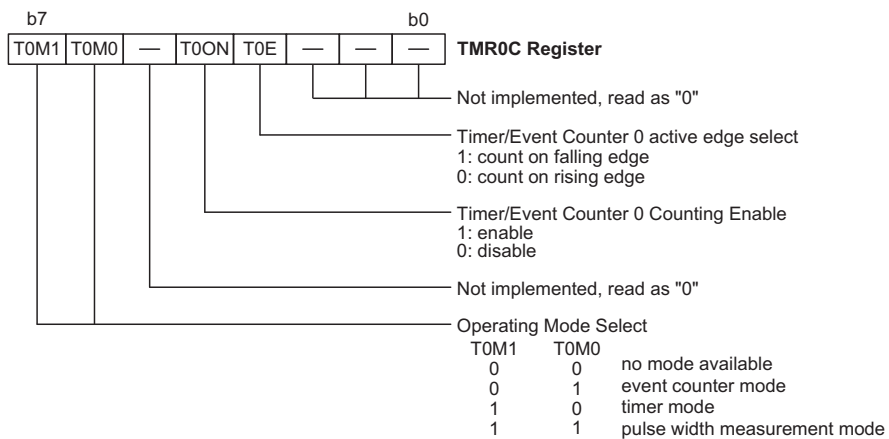 b7 b0
T0M1 T0M0 — T0ON T0E — — — TMR0C Register
Not implemented, read as "0"
Timer/Event Counter 0 active edge select
1: count on falling edge
0: count on rising edge
Timer/Event Counter 0 Counting Enable
1: enable
0: disable
Not implemented, read as "0"
Operating Mode Select
T0M1 T0M0
0 0 no mode available
0 1 event counter mode
1 0 timer mode
1 1 pulse width measurement mode